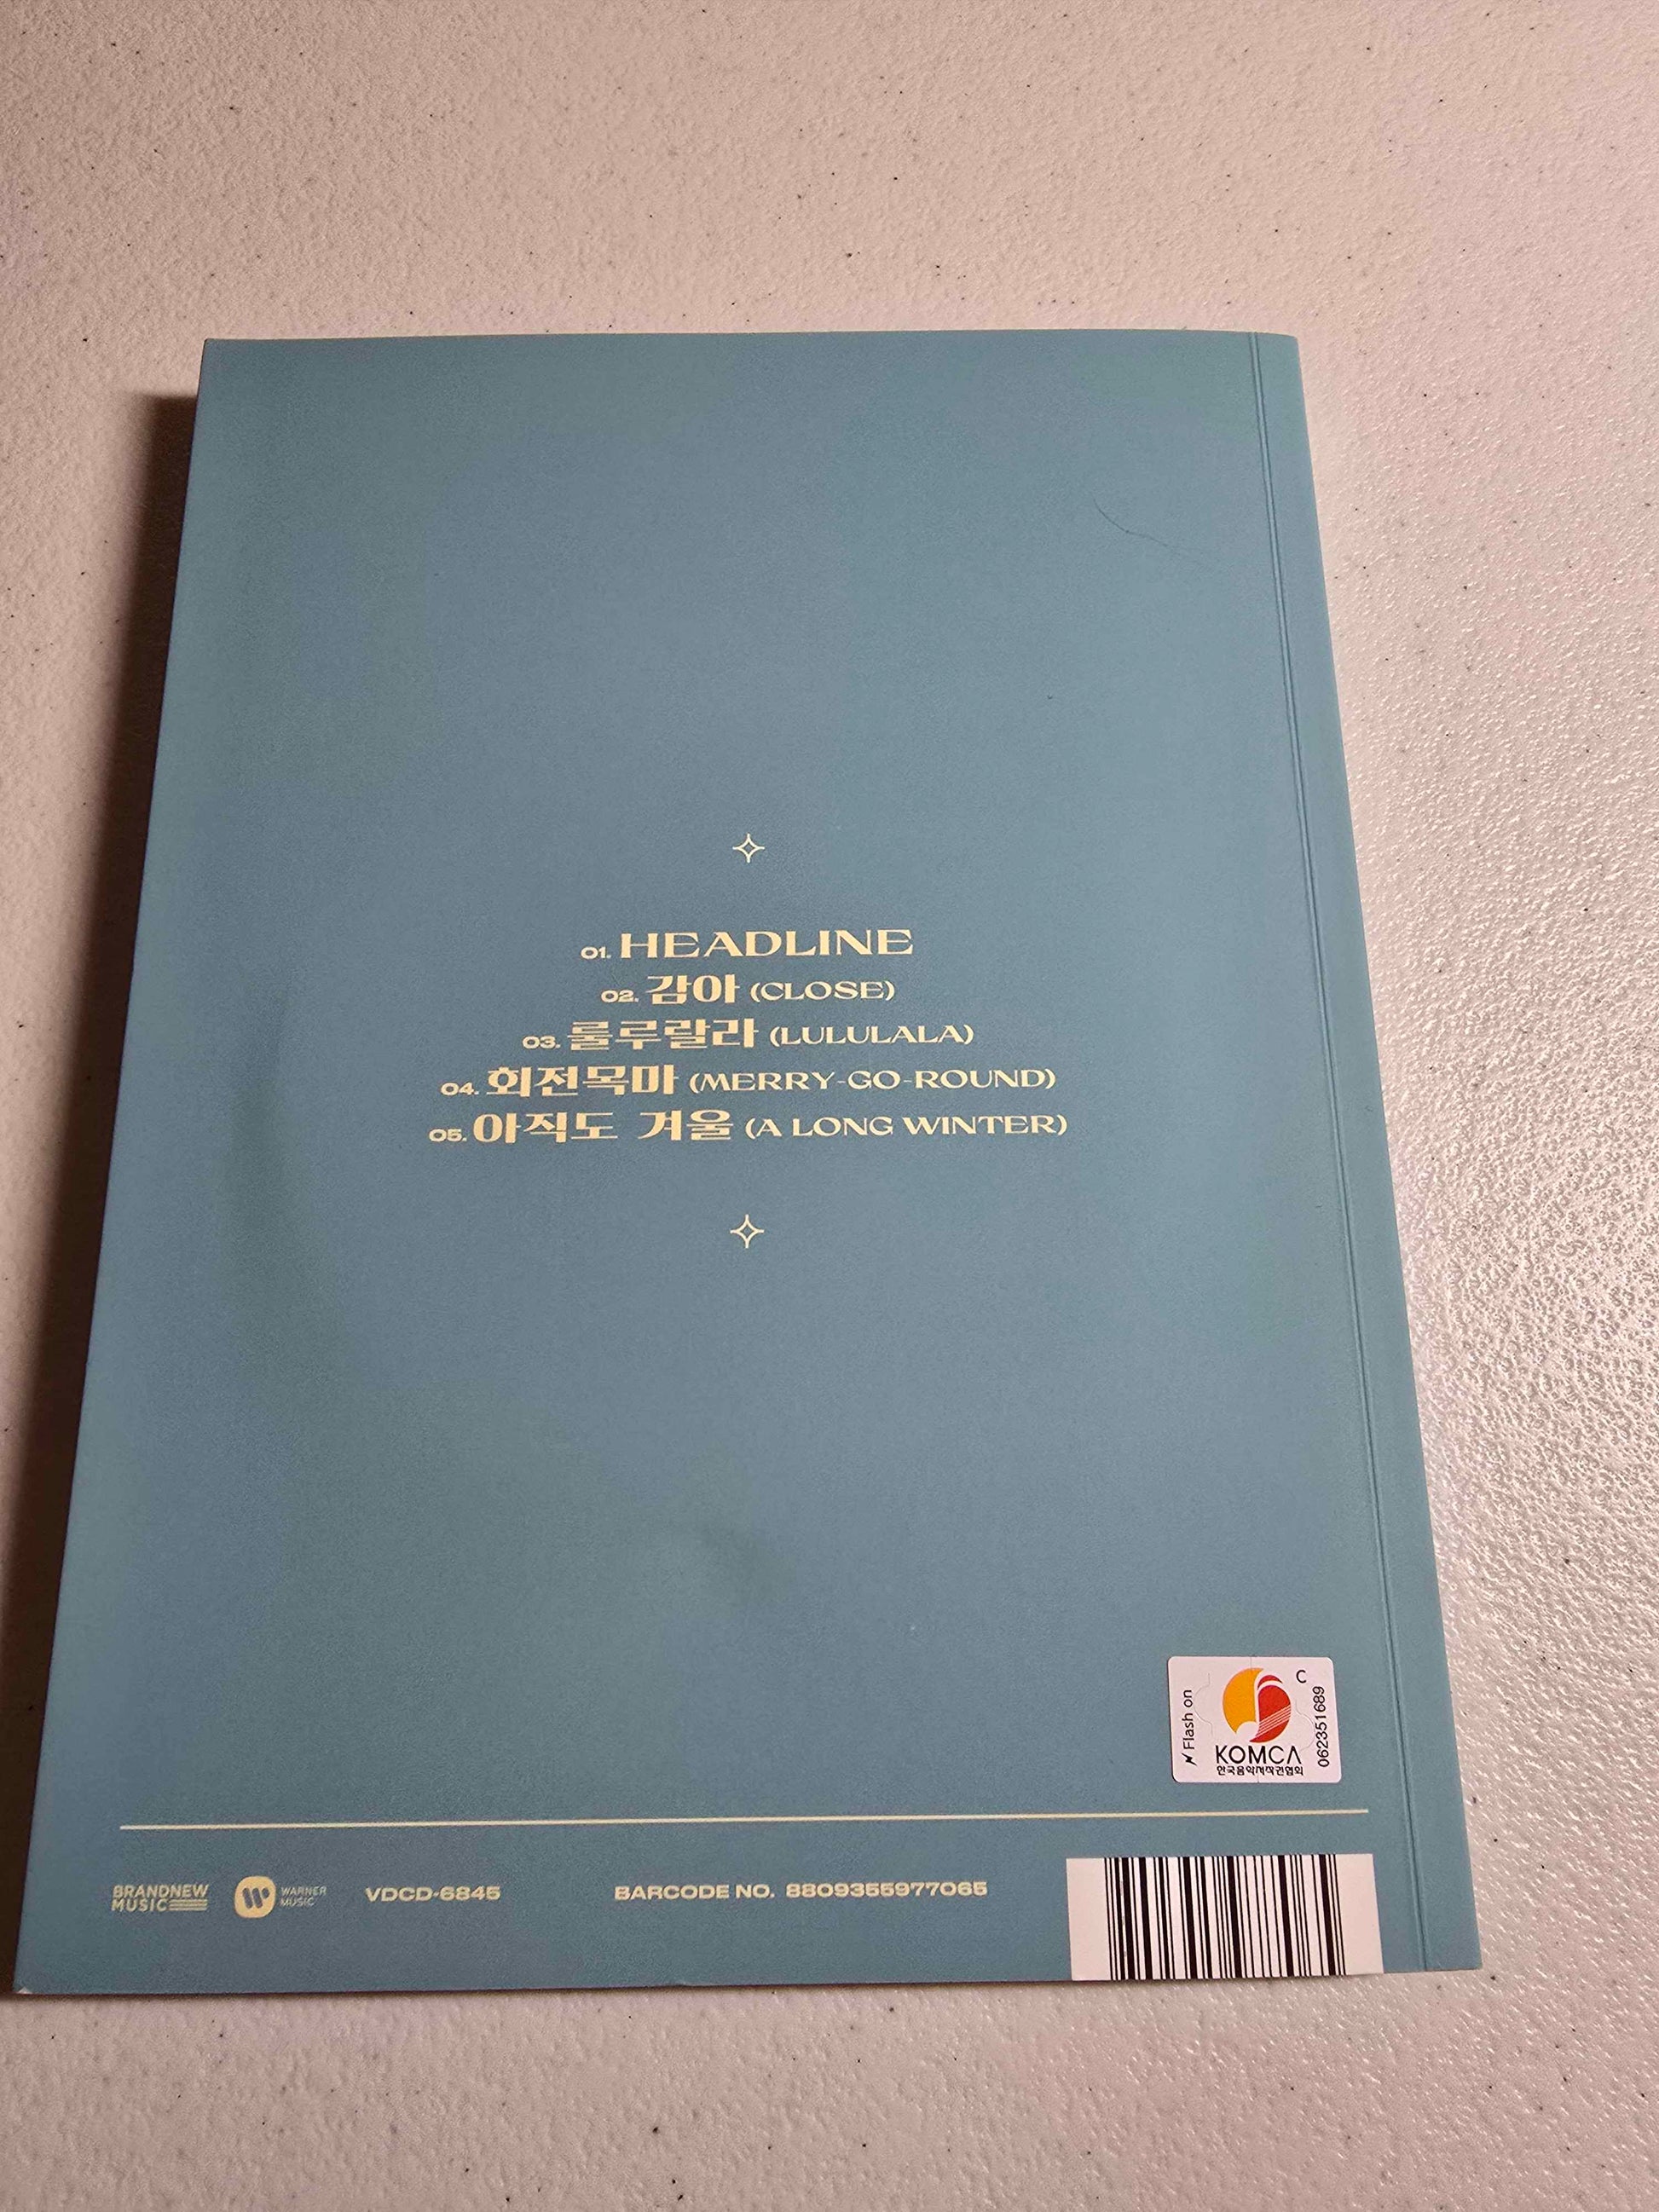 01. HEADLINE
02. 감아 (CLOSE)
03. 룰루랄라 (LULULALA)
04. 회전목마 (MERRY-GO-ROUND)
05. 아직도 겨울 (A LONG WINTER)
Flash on
C
KOMCA
한국음악저작권협회
062351689
BRANDNEW
MUSIC
WARNER
MUSIC
VDCD-6845
BARCODE NO. 8809355977065